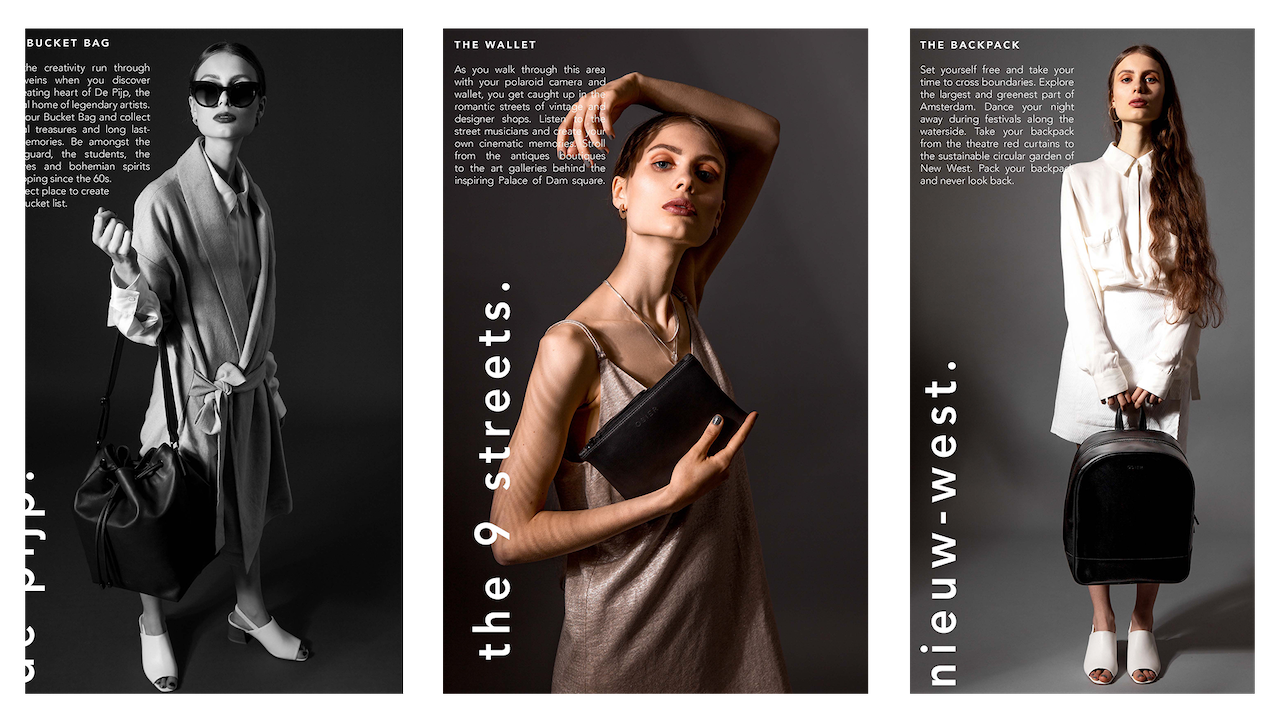 BUCKET BAG
the creativity run through
veins when you discover
eating heart of De Pijp, the
l home of legendary artists.
our Bucket Bag and collect
l treasures and long last-
emories. Be amongst the
guard, the students, the
es and bohemian spirits
ping since the 60s.
ect place to create
ucket list.
de pijp.
THE WALLET
As you walk through this area
with your polaroid camera and
wallet, you get caught up in the
romantic streets of vintage and
designer shops. Listen to the
street musicians and create your
own cinematic memories. Stroll
from the antiques boutiques
to the art galleries behind the
inspiring Palace of Dam square.
the 9 streets.
THE BACKPACK
Set yourself free and take your
time to cross boundaries. Explore
the largest and greenest part of
Amsterdam. Dance your night
away during festivals along the
waterside. Take your backpack
from the theatre red curtains to
the sustainable circular garden of
New West. Pack your backpack
and never look back.
nieuw-west.